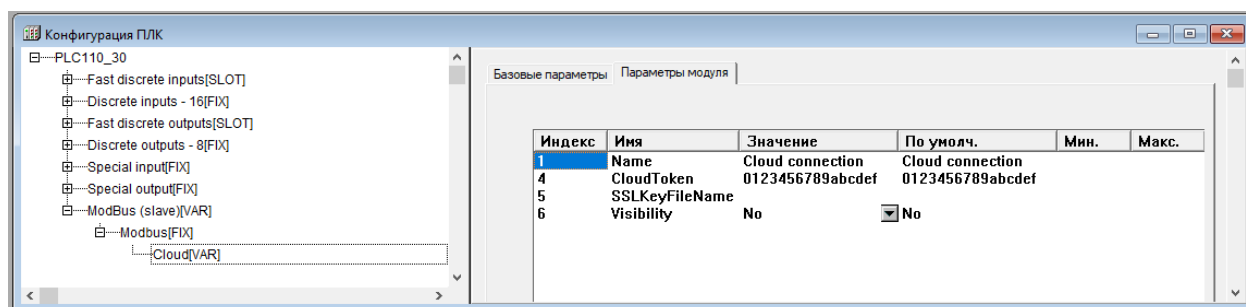 Конфигурация ПЛК
PLC110_30
Fast discrete inputs[SLOT]
Discrete inputs - 16[FIX]
Fast discrete outputs[SLOT]
Discrete outputs - 8[FIX]
Special input[FIX]
Special output[FIX]
ModBus (slave)[VAR]
Modbus[FIX]
Cloud[VAR]
Базовые параметры Параметры модуля
Индекс Имя Значение По умолч. Мин. Макс.
1 Name Cloud connection Cloud connection
4 CloudToken 0123456789abcdef 0123456789abcdef
5 SSLKeyFileName
6 Visibility No No